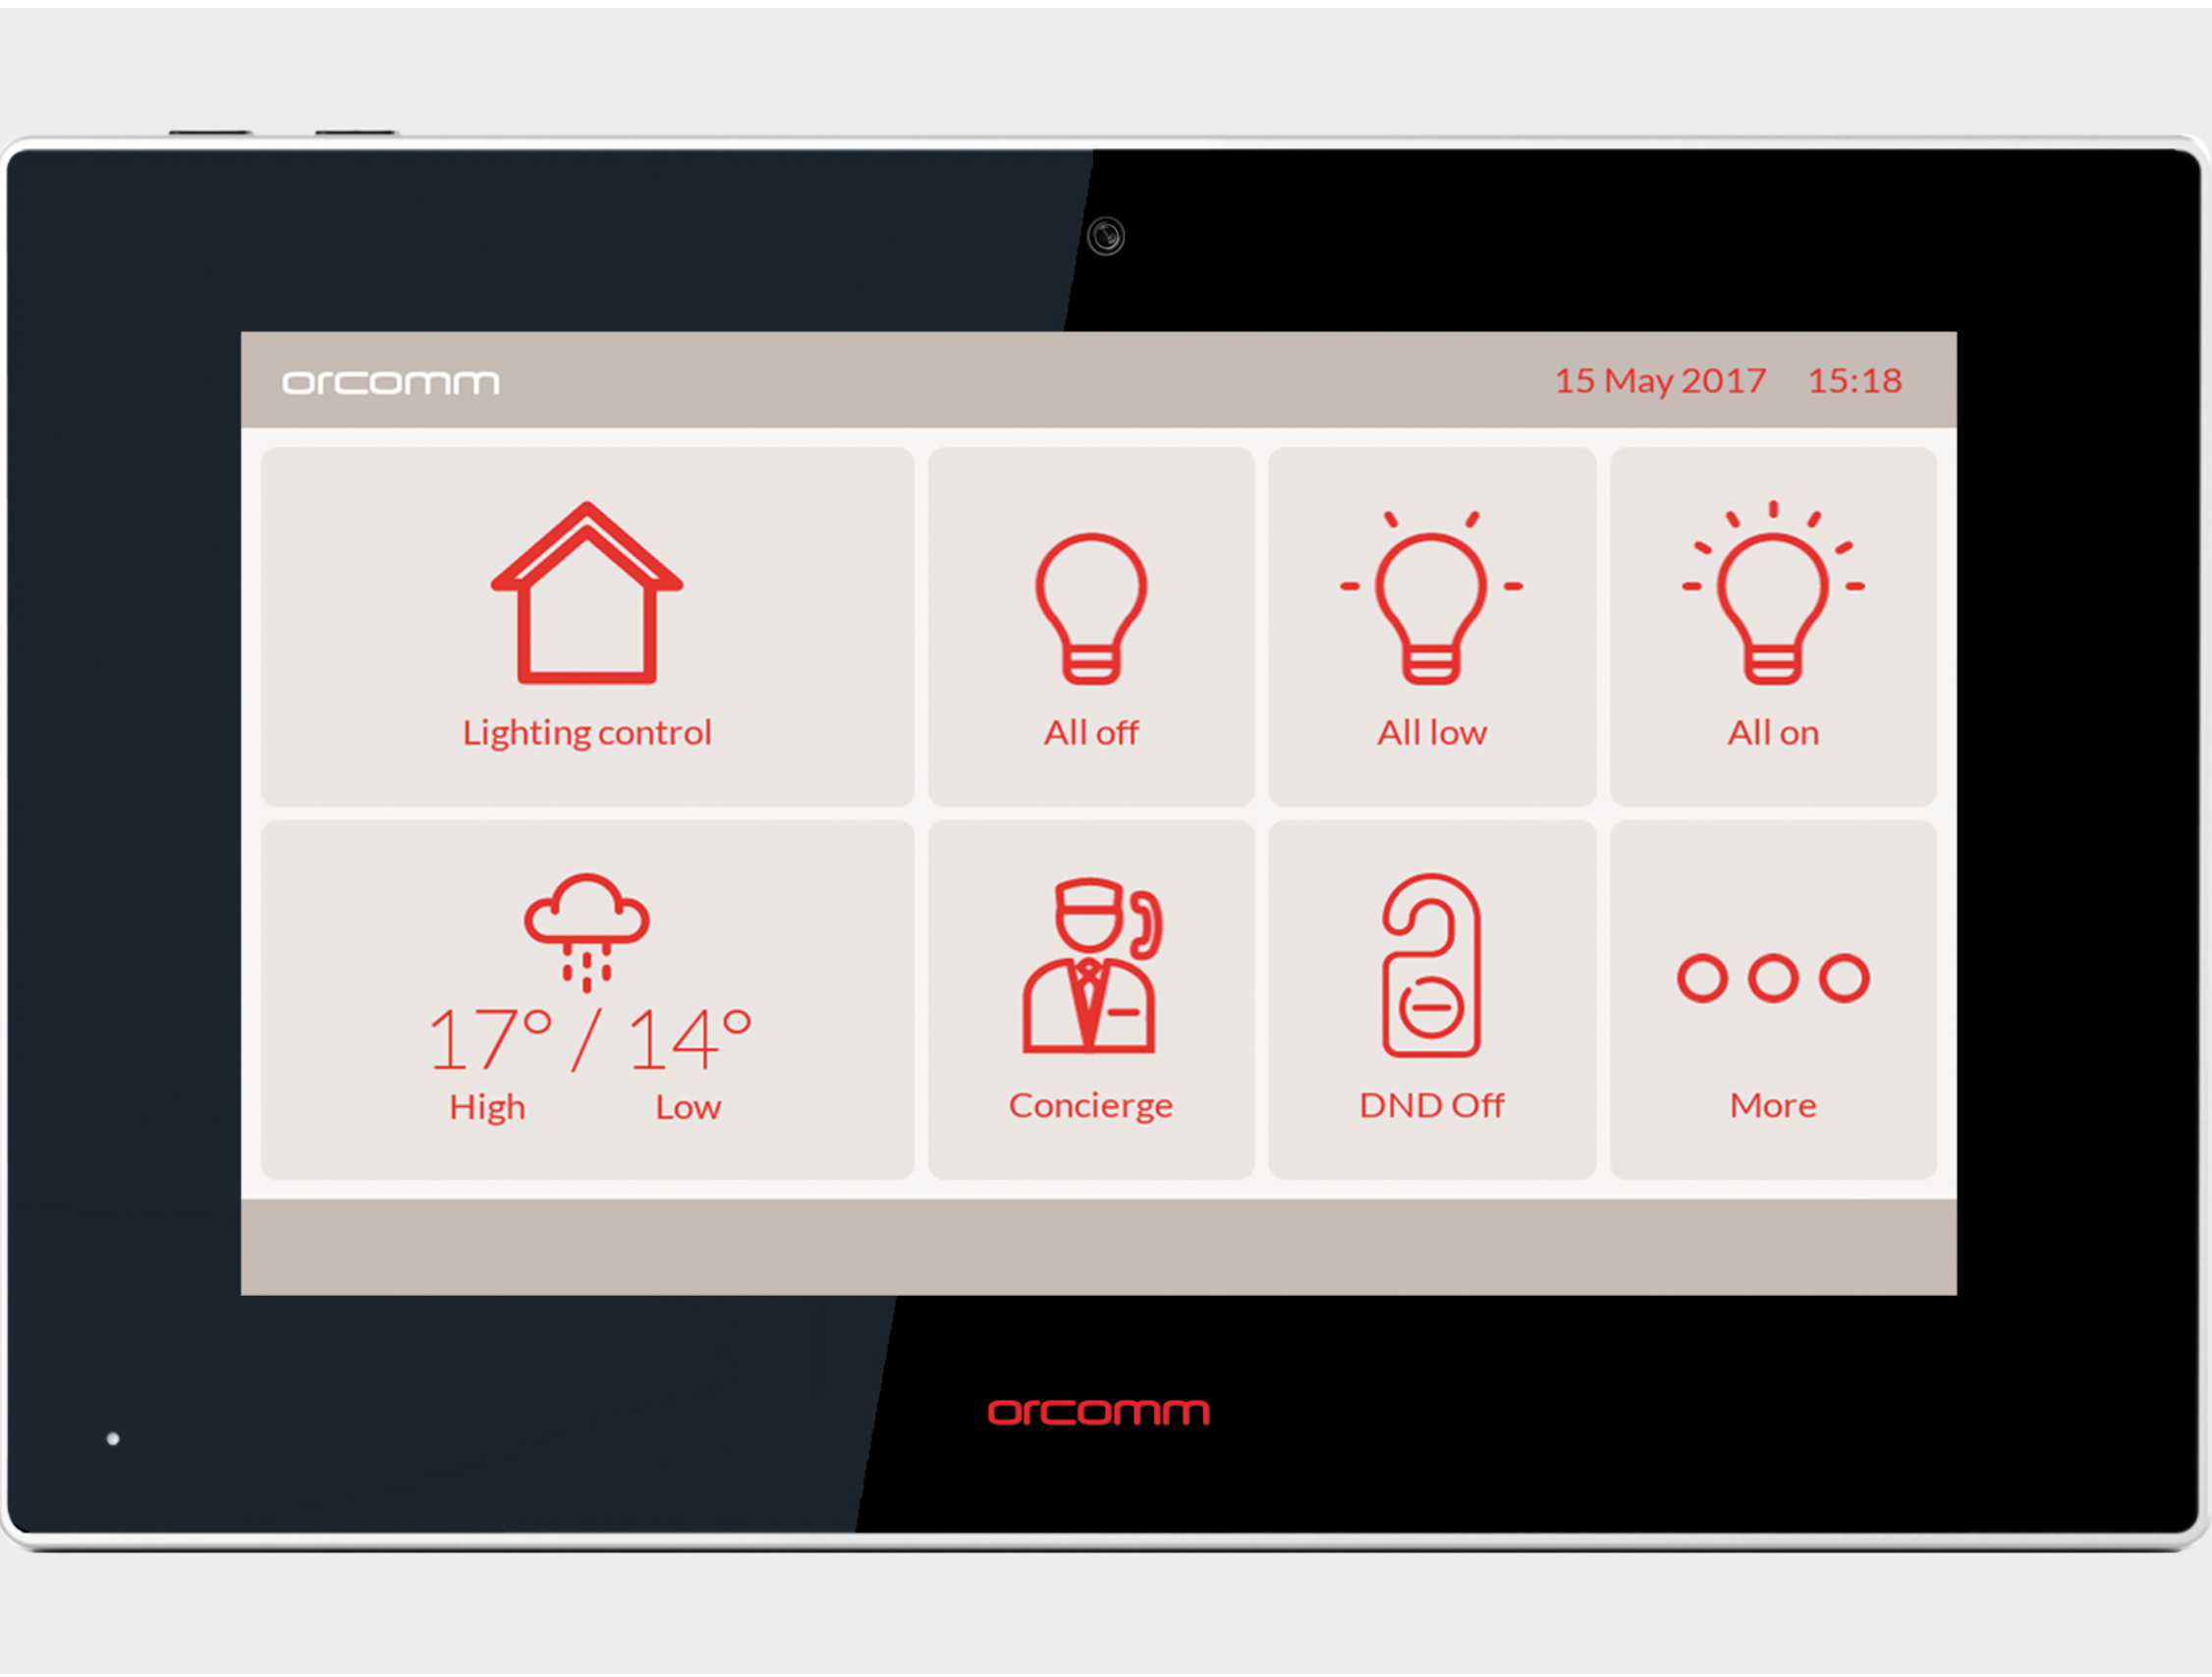 orcomm
15 May 2017 15:18
Lighting control
All off
All low
All on
17° / 14°
High Low
Concierge
DND Off
More
orcomm